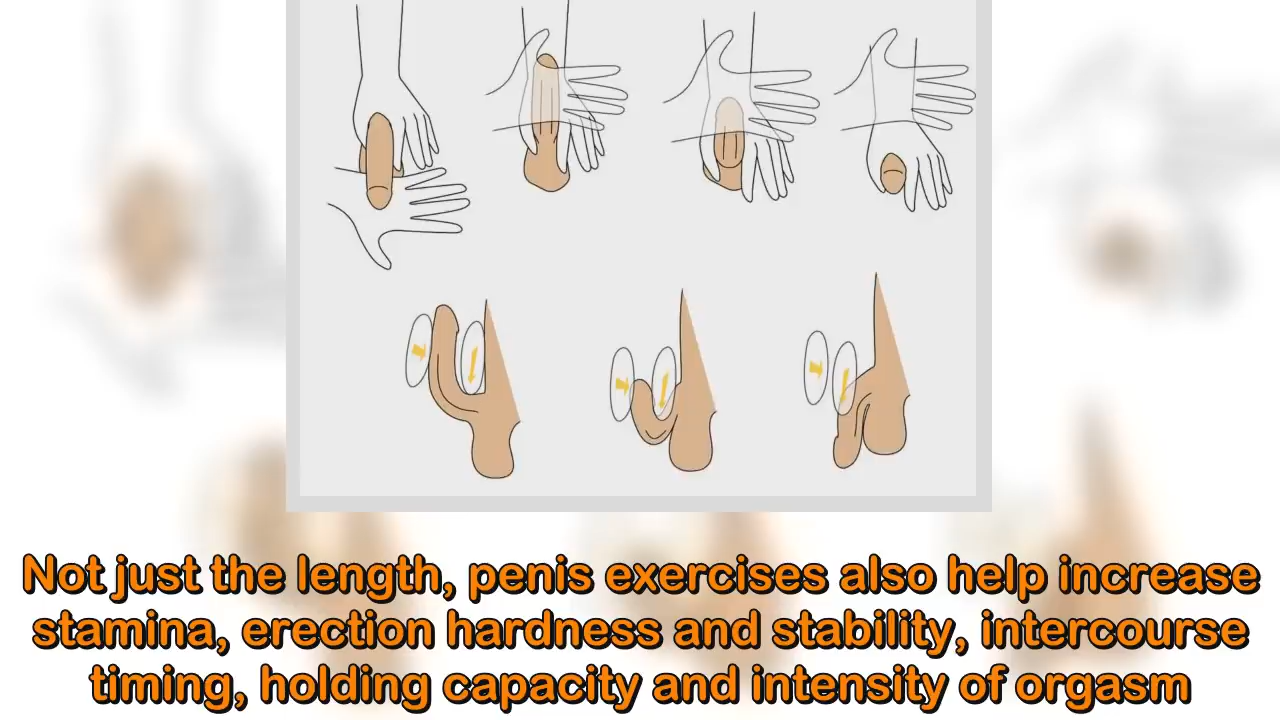 Not just the length, penis exercises also help increase
stamina, erection hardness and stability, intercourse
timing, holding capacity and intensity of orgasm